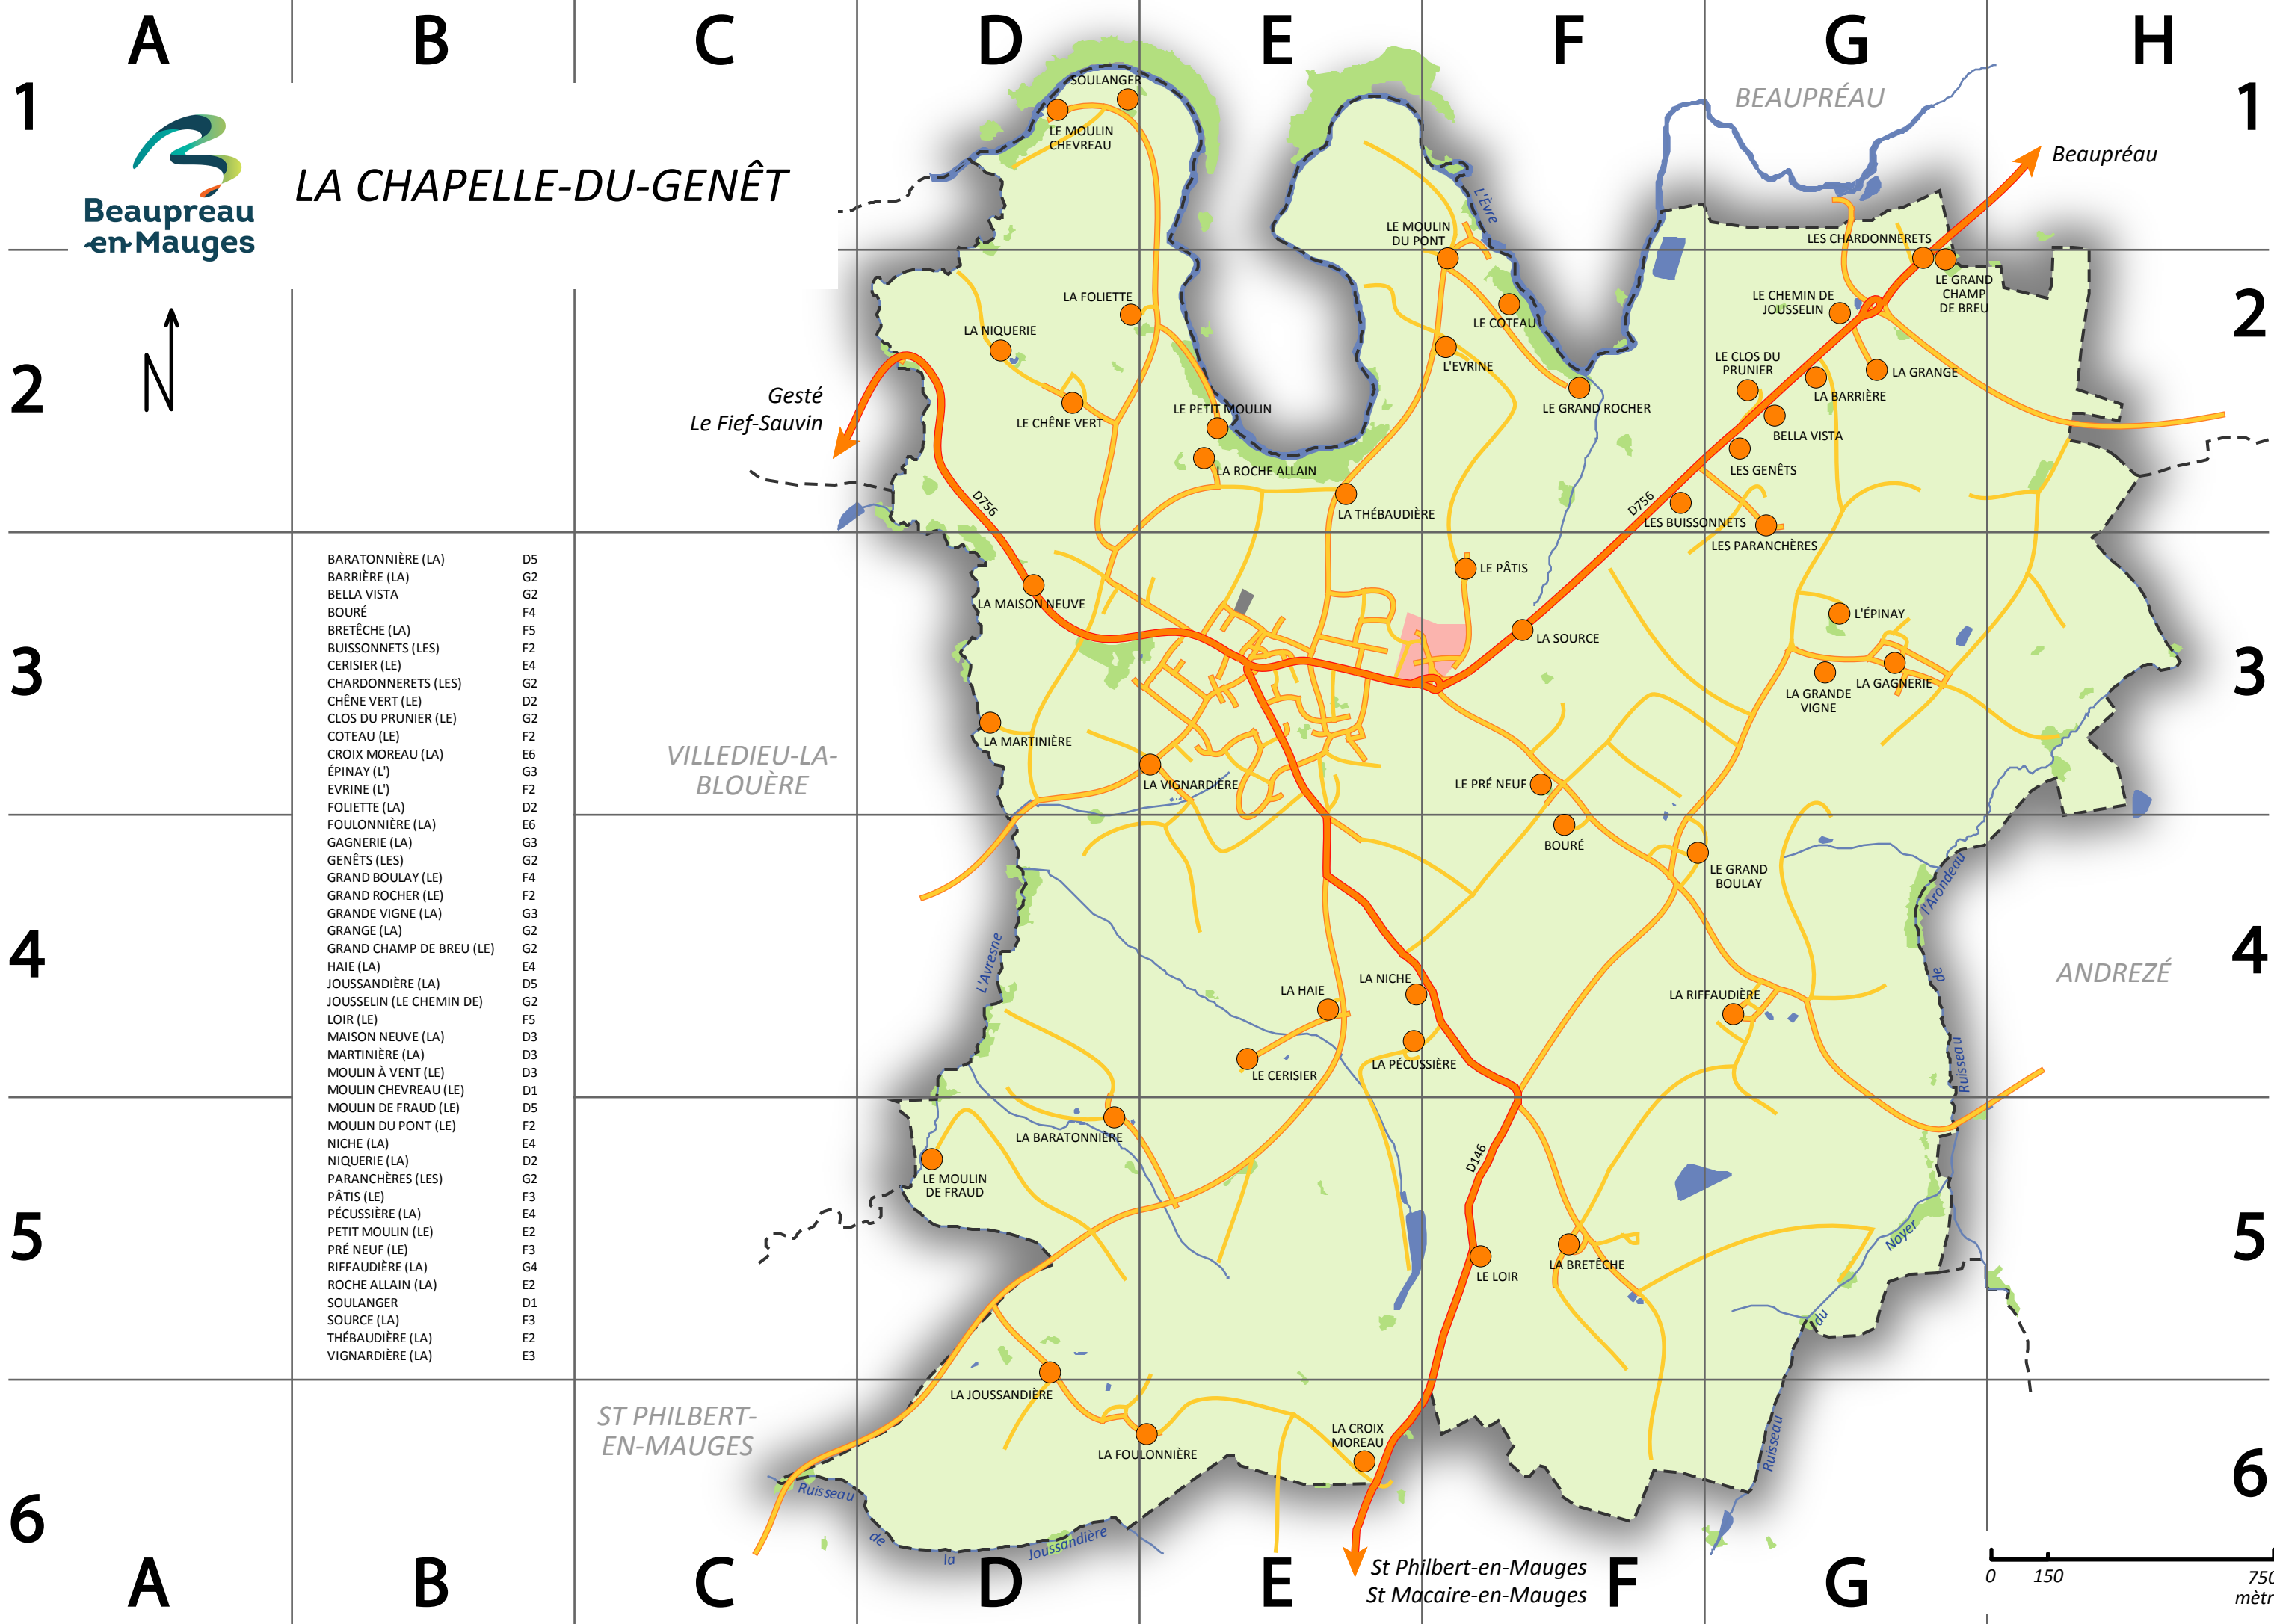 A B C D E F G H
1
1
BEAUPRÉAU
Beaupréau
Beaupreau
-en-Mauges
LA CHAPELLE-DU-GENÊT
SOULANGER
LE MOULIN
CHEVREAU
L'Èvre
LE MOULIN
DU PONT
LES CHARDONNERETS
LE GRAND
CHAMP
DE BREU
2
2
N
LA FOLIETTE
LA NIQUERIE
LE CHÊNE VERT
Gesté
Le Fief-Sauvin
LE PETIT MOULIN
LA ROCHE ALLAIN
LE COTEAU
L'EVRINE
LE GRAND ROCHER
LE CHEMIN DE
JOUSSELIN
LE CLOS DU
PRUNIER
LA GRANGE
LA BARRIÈRE
BELLA VISTA
LES GENÊTS
D756
LA THÉBAUDIÈRE
D756
LES BUISSONNETS
LES PARANCHÈRES
3
3
BARATONNIÈRE (LA) D5
BARRIÈRE (LA) G2
BELLA VISTA G2
BOURÉ F4
BRETÊCHE (LA) F5
BUISSONNETS (LES) F2
CERISIER (LE) E4
CHARDONNERETS (LES) G2
CHÊNE VERT (LE) D2
CLOS DU PRUNIER (LE) G2
COTEAU (LE) F2
CROIX MOREAU (LA) E6
ÉPINAY (L') G3
EVRINE (L') F2
FOLIETTE (LA) D2
FOULONNIÈRE (LA) E6
GAGNERIE (LA) G3
GENÊTS (LES) G2
GRAND BOULAY (LE) F4
GRAND ROCHER (LE) F2
GRANDE VIGNE (LA) G3
GRANGE (LA) G2
GRAND CHAMP DE BREU (LE) G2
HAIE (LA) E4
JOUSSANDIÈRE (LA) D5
JOUSSELIN (LE CHEMIN DE) G2
LOIR (LE) F5
MAISON NEUVE (LA) D3
MARTINIÈRE (LA) D3
MOULIN À VENT (LE) D3
MOULIN CHEVREAU (LE) D1
MOULIN DE FRAUD (LE) D5
MOULIN DU PONT (LE) F2
NICHE (LA) E4
NIQUERIE (LA) D2
PARANCHÈRES (LES) G2
PÂTIS (LE) F3
PÉCUSSIÈRE (LA) E4
PETIT MOULIN (LE) E2
PRÉ NEUF (LE) F3
RIFFAUDIÈRE (LA) G4
ROCHE ALLAIN (LA) E2
SOULANGER D1
SOURCE (LA) F3
THÉBAUDIÈRE (LA) E2
VIGNARDIÈRE (LA) E3
LE PÂTIS
LA MAISON NEUVE
LA SOURCE
L'ÉPINAY
LA GRANDE
VIGNE
LA GAGNERIE
LA MARTINIÈRE
VILLEDIEU-LA-
BLOUÈRE
LA VIGNARDIÈRE
LE PRÉ NEUF
4
4
BOURÉ
LE GRAND
BOULAY
Ruisseau de l'Arondeau
L'Avresne
ANDREZÉ
LA HAIE
LA NICHE
LA RIFFAUDIÈRE
LE CERISIER
LA PÉCUSSIÈRE
5
5
LA BARATONNIÈRE
LE MOULIN
DE FRAUD
D146
LE LOIR
LA BRETÊCHE
Ruisseau du Noyer
LA JOUSSANDIÈRE
6
6
ST PHILBERT-
EN-MAUGES
LA FOULONNIÈRE
LA CROIX
MOREAU
Ruisseau de la Joussandière
St Philbert-en-Mauges
St Macaire-en-Mauges
0 150 750
mètr
A B C D E F G